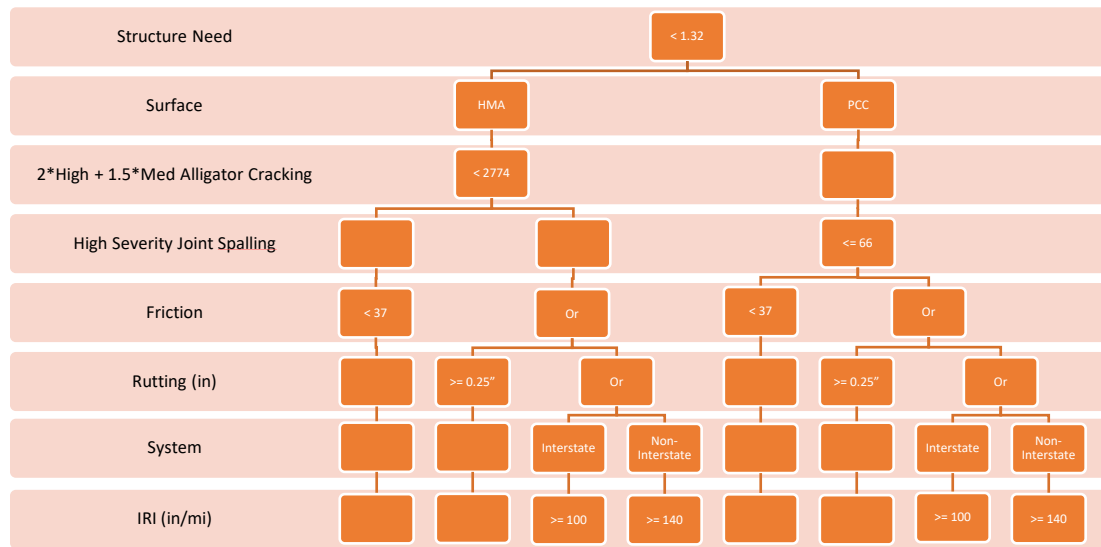 Structure Need
< 1.32
Surface
HMA
PCC
2*High + 1.5*Med Alligator Cracking
< 2774
High Severity Joint Spalling
<= 66
Friction
< 37
Or
< 37
Or
Rutting (in)
>= 0.25”
Or
>= 0.25”
Or
System
Interstate
Non-
Interstate
Interstate
Non-
Interstate
IRI (in/mi)
>= 100
>= 140
>= 100
>= 140